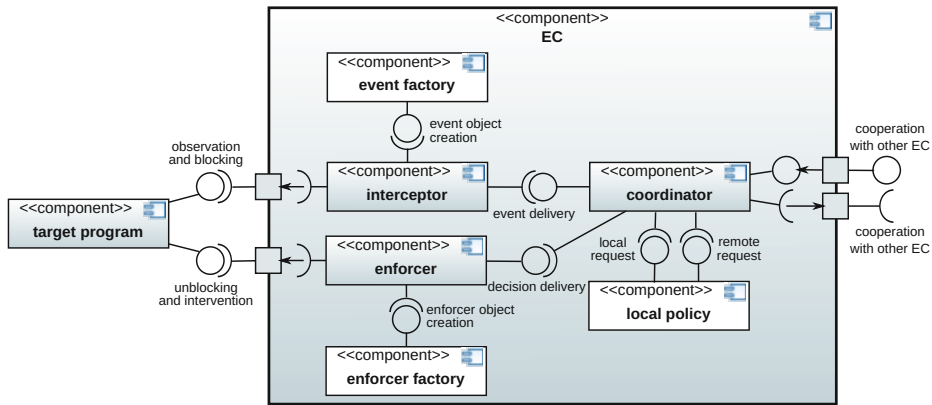 <<component>>
EC
<<component>>
event factory
event object
creation
observation
and blocking
cooperation
with other EC
<<component>>
interceptor
<<component>>
coordinator
event delivery
<<component>>
target program
cooperation
with other EC
<<component>>
enforcer
local
request
remote
request
unblocking
and intervention
decision delivery
<<component>>
local policy
enforcer object
creation
<<component>>
enforcer factory